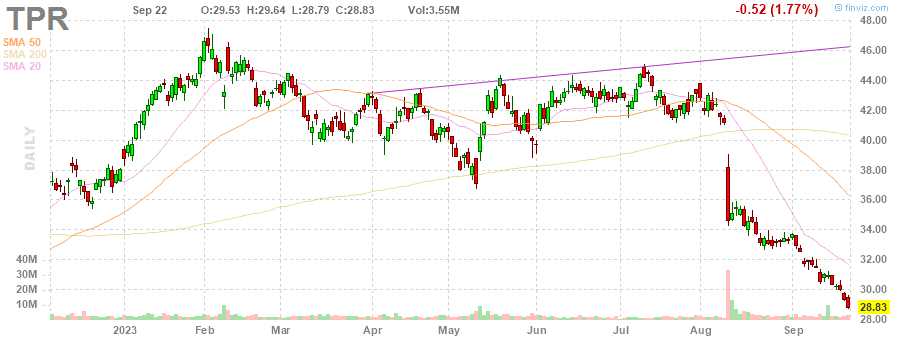 TPR Sep 22 O:29.53 H:29.64 L:28.79 C:28.83 Vol:3.55M -0.52 (1.77%) @ finviz.com
48.00
SMA 50
46.00
SMA 200
SMA 20
44.00
42.00
40.00
DAILY
38.00
36.00
34.00
40M 32.00
30M
20M 30.00
10M
28.83
28.00
2023 Feb Mar Apr May Jun Jul Aug Sep